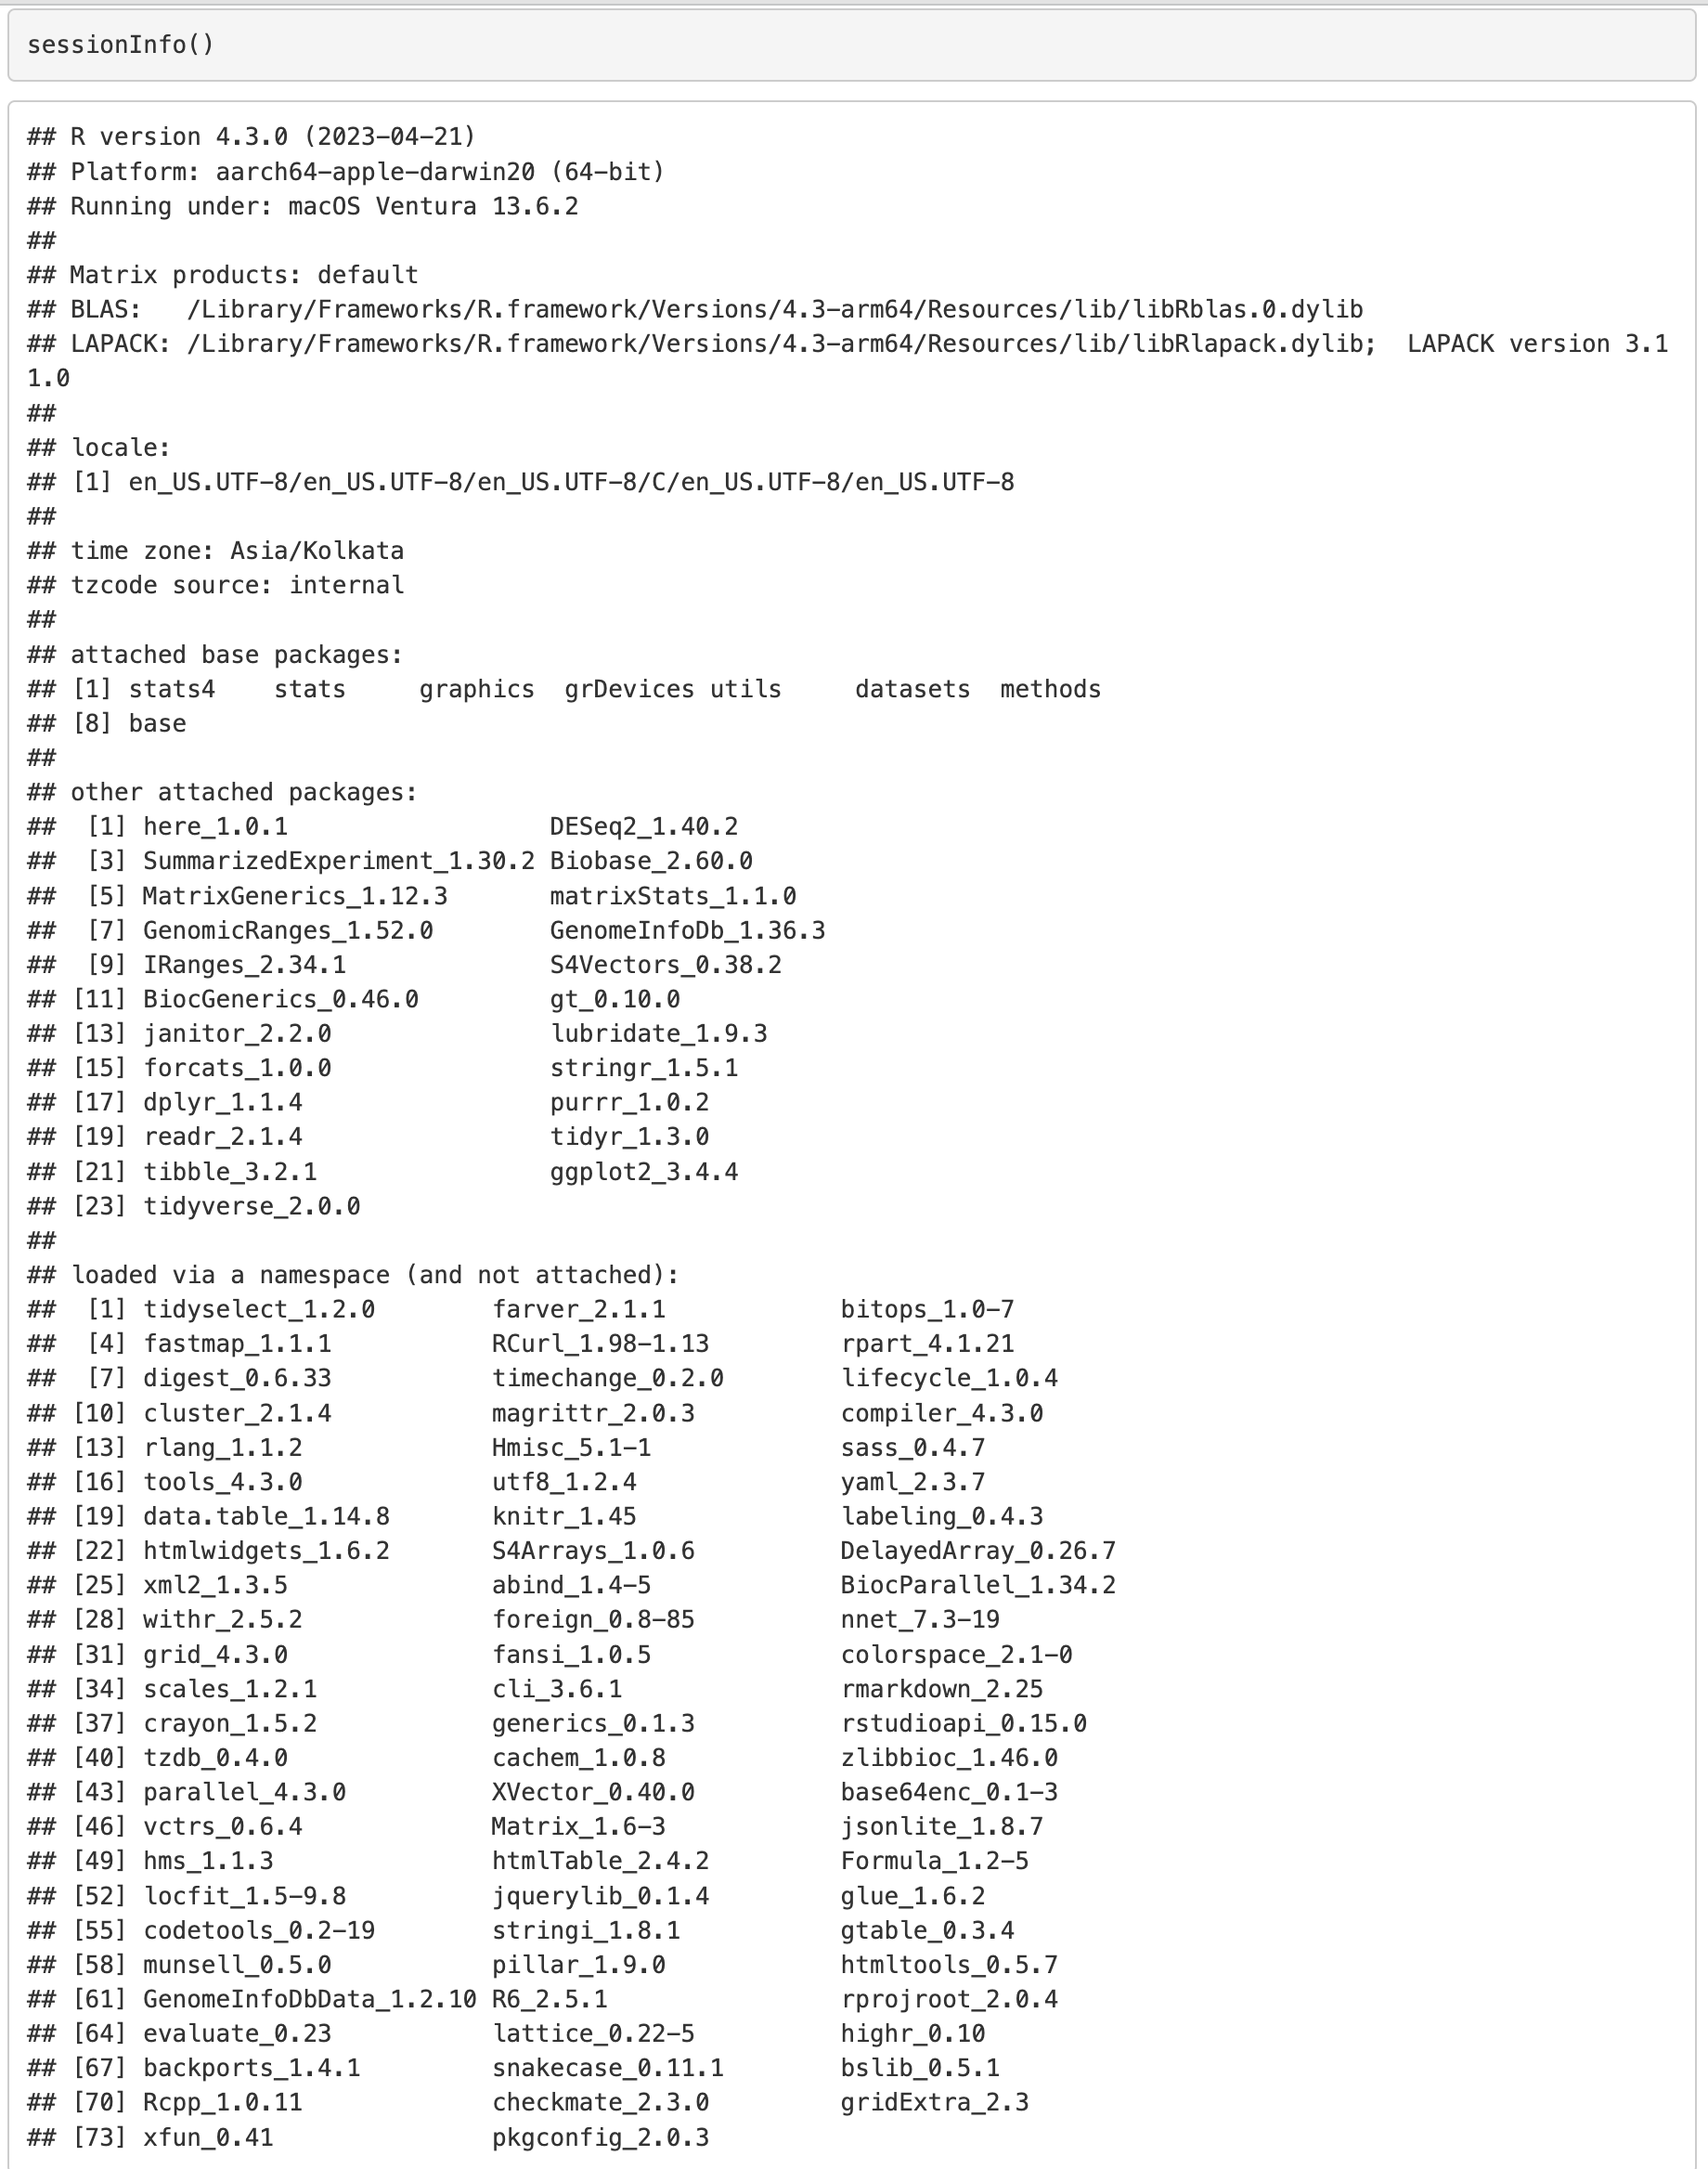 sessionInfo()
## R version 4.3.0 (2023-04-21)
## Platform: aarch64-apple-darwin20 (64-bit)
## Running under: macOS Ventura 13.6.2
##
## Matrix products: default
## BLAS:   /Library/Frameworks/R.framework/Versions/4.3-arm64/Resources/lib/libRblas.0.dylib
## LAPACK: /Library/Frameworks/R.framework/Versions/4.3-arm64/Resources/lib/libRlapack.dylib;  LAPACK version 3.1
1.0
##
## locale:
## [1] en_US.UTF-8/en_US.UTF-8/en_US.UTF-8/C/en_US.UTF-8/en_US.UTF-8
##
## time zone: Asia/Kolkata
## tzcode source: internal
##
## attached base packages:
## [1] stats4    stats     graphics  grDevices utils     datasets  methods
## [8] base
##
## other attached packages:
##  [1] here_1.0.1                  DESeq2_1.40.2
##  [3] SummarizedExperiment_1.30.2 Biobase_2.60.0
##  [5] MatrixGenerics_1.12.3       matrixStats_1.1.0
##  [7] GenomicRanges_1.52.0        GenomeInfoDb_1.36.3
##  [9] IRanges_2.34.1              S4Vectors_0.38.2
## [11] BiocGenerics_0.46.0         gt_0.10.0
## [13] janitor_2.2.0               lubridate_1.9.3
## [15] forcats_1.0.0               stringr_1.5.1
## [17] dplyr_1.1.4                 purrr_1.0.2
## [19] readr_2.1.4                 tidyr_1.3.0
## [21] tibble_3.2.1                ggplot2_3.4.4
## [23] tidyverse_2.0.0
##
## loaded via a namespace (and not attached):
##  [1] tidyselect_1.2.0        farver_2.1.1            bitops_1.0-7
##  [4] fastmap_1.1.1           RCurl_1.98-1.13         rpart_4.1.21
##  [7] digest_0.6.33           timechange_0.2.0        lifecycle_1.0.4
## [10] cluster_2.1.4           magrittr_2.0.3          compiler_4.3.0
## [13] rlang_1.1.2             Hmisc_5.1-1             sass_0.4.7
## [16] tools_4.3.0             utf8_1.2.4              yaml_2.3.7
## [19] data.table_1.14.8       knitr_1.45              labeling_0.4.3
## [22] htmlwidgets_1.6.2       S4Arrays_1.0.6          DelayedArray_0.26.7
## [25] xml2_1.3.5              abind_1.4-5             BiocParallel_1.34.2
## [28] withr_2.5.2             foreign_0.8-85          nnet_7.3-19
## [31] grid_4.3.0              fansi_1.0.5             colorspace_2.1-0
## [34] scales_1.2.1            cli_3.6.1               rmarkdown_2.25
## [37] crayon_1.5.2            generics_0.1.3          rstudioapi_0.15.0
## [40] tzdb_0.4.0              cachem_1.0.8            zlibbioc_1.46.0
## [43] parallel_4.3.0          XVector_0.40.0          base64enc_0.1-3
## [46] vctrs_0.6.4             Matrix_1.6-3            jsonlite_1.8.7
## [49] hms_1.1.3               htmlTable_2.4.2         Formula_1.2-5
## [52] locfit_1.5-9.8          jquerylib_0.1.4         glue_1.6.2
## [55] codetools_0.2-19        stringi_1.8.1           gtable_0.3.4
## [58] munsell_0.5.0           pillar_1.9.0            htmltools_0.5.7
## [61] GenomeInfoDbData_1.2.10 R6_2.5.1                rprojroot_2.0.4
## [64] evaluate_0.23           lattice_0.22-5          highr_0.10
## [67] backports_1.4.1         snakecase_0.11.1        bslib_0.5.1
## [70] Rcpp_1.0.11             checkmate_2.3.0         gridExtra_2.3
## [73] xfun_0.41               pkgconfig_2.0.3